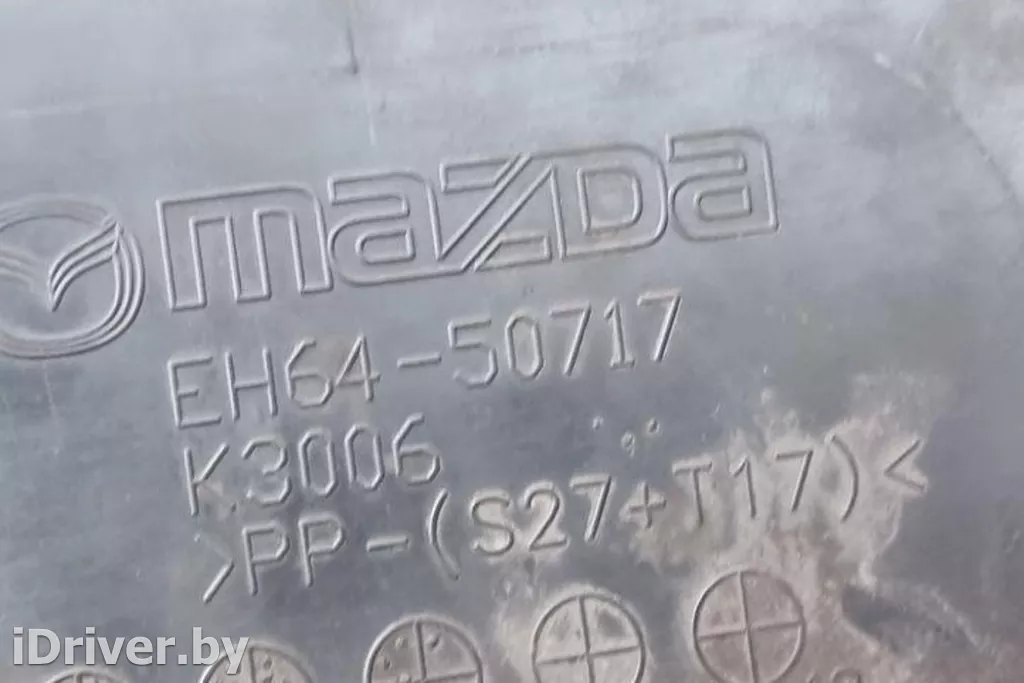 mazda
EH64-50717
K3006
>PP-(S27+T17)<
iDriver.by